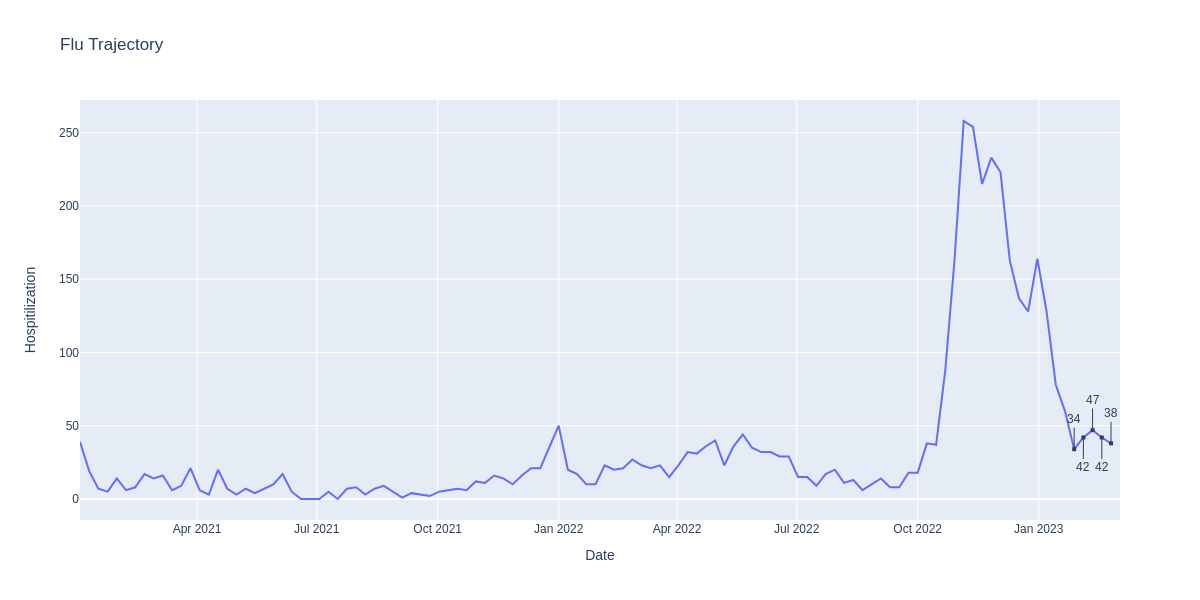 Flu Trajectory
Hospitilization
250
200
150
100
50
0
47
34
38
42
42
Apr 2021
Jul 2021
Oct 2021
Jan 2022
Apr 2022
Jul 2022
Oct 2022
Jan 2023
Date